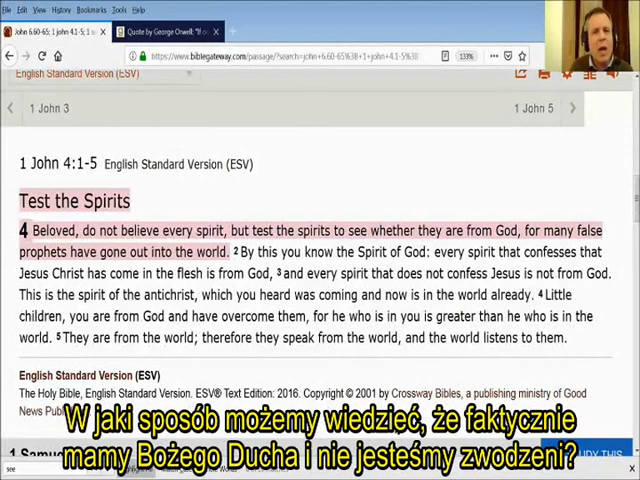 File Edit View History Bookmarks Tools Help
John 6.60-65; 1 john 4.1-5; 1 s
Quote by George Orwell: "If
www.biblegateway.com/passage/?search=john+6.60-65%3B+1+john+4.1-5%3B
133%
Search
English Standard Version (ESV)
1 John 3
1 John 5
1 John 4:1-5 English Standard Version (ESV)
Test the Spirits
4 Beloved, do not believe every spirit, but test the spirits to see whether they are from God, for many false
prophets have gone out into the world. 2 By this you know the Spirit of God: every spirit that confesses that
Jesus Christ has come in the flesh is from God, 3 and every spirit that does not confess Jesus is not from God.
This is the spirit of the antichrist, which you heard was coming and now is in the world already. 4 Little
children, you are from God and have overcome them, for he who is in you is greater than he who is in the
world. 5 They are from the world; therefore they speak from the world, and the world listens to them.
English Standard Version (ESV)
The Holy Bible, English Standard Version. ESV® Text Edition: 2016. Copyright © 2001 by Crossway Bibles, a publishing ministry of Good
News
W jaki sposób możemy wiedzieć, że faktycznie
mamy Bożego Ducha i nie jesteśmy zwodzeni?
THIS
see